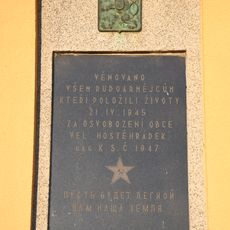 VĚNOVÁNO
VŠEM RUDOARMĚJCŮM
KTEŘÍ POLOŽILI ŽIVOTY
21. IV. 1945
ZA OSVOBOZENÍ OBCE
VEL. HOSTĚHRÁDEK
K.S.Č 1947
ПУСТЬ БУДЕТ ЛЕГКОЙ
ВАМ НАША ЗЕМЛЯ